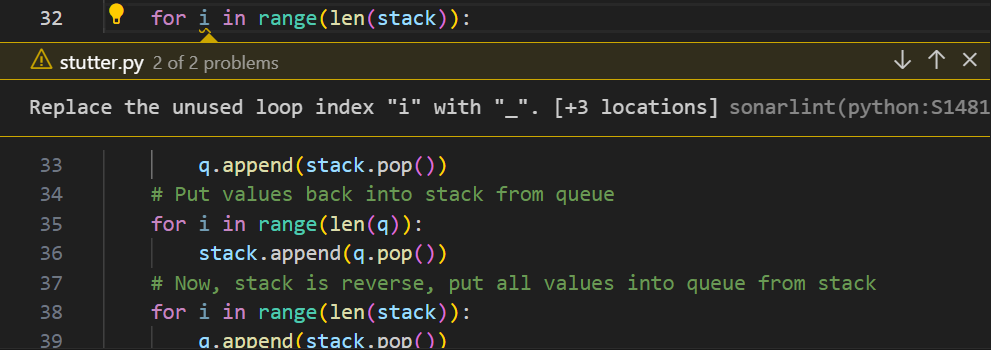 32 for i in range(len(stack)):
stutter.py 2 of 2 problems
Replace the unused loop index "i" with "_". [+3 locations] sonarlint(python:S1481
33 q.append(stack.pop())
34 # Put values back into stack from queue
35 for i in range(len(q)):
36 stack.append(q.pop())
37 # Now, stack is reverse, put all values into queue from stack
38 for i in range(len(stack)):
39 q.append(stack.pop())